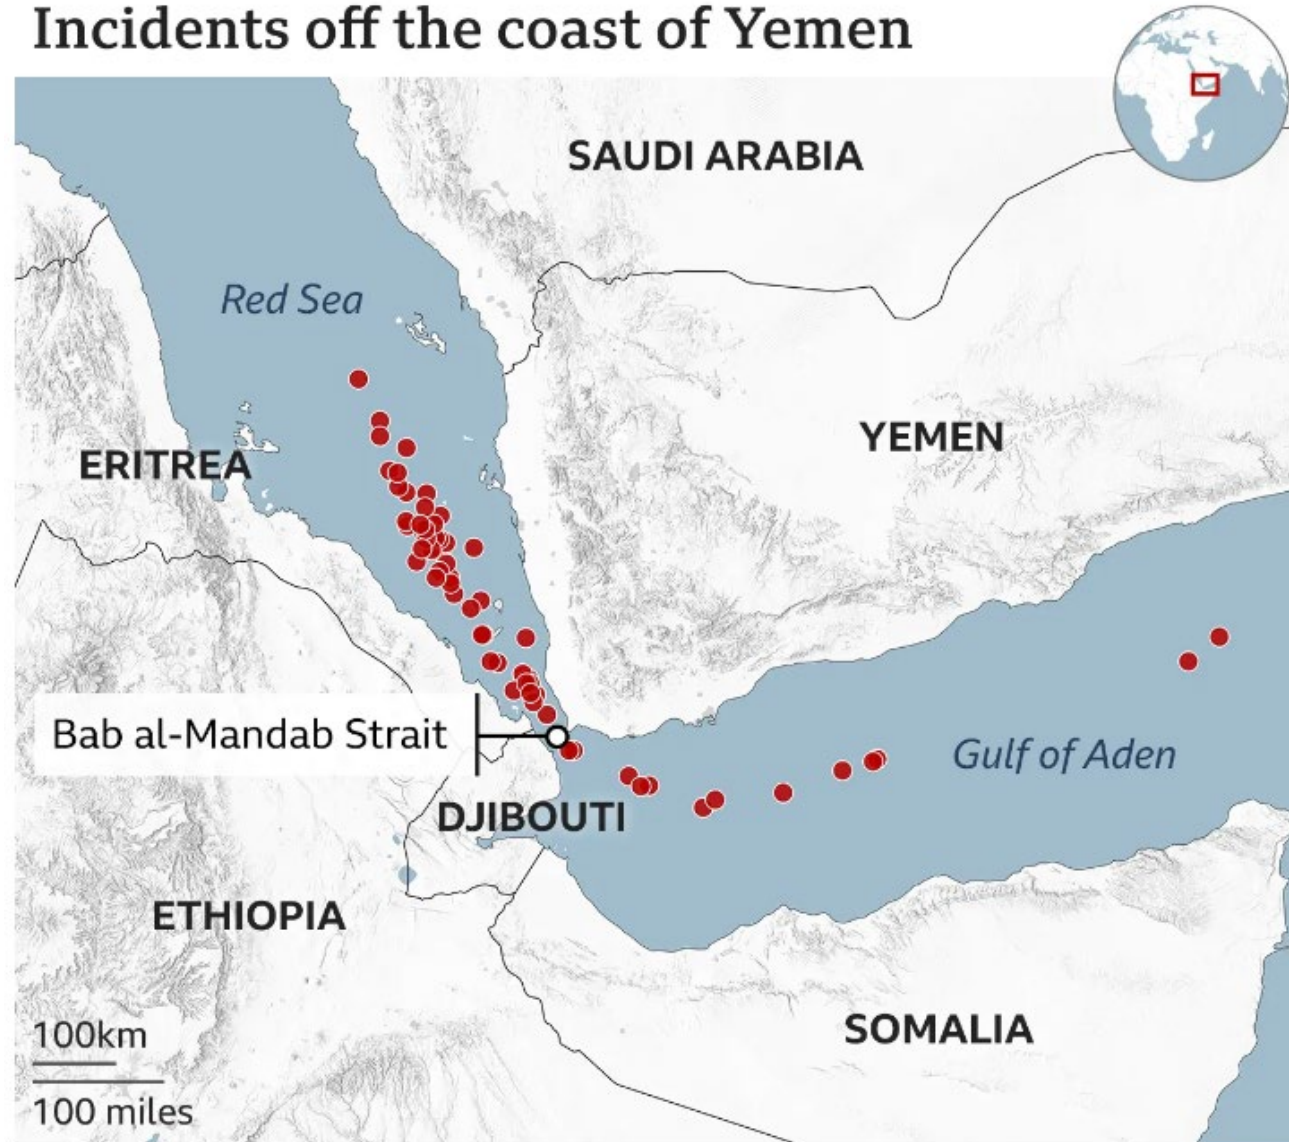 Incidents off the coast of Yemen
SAUDI ARABIA
Red Sea
YEMEN
ERITREA
Bab al-Mandab Strait
Gulf of Aden
DJIBOUTI
ETHIOPIA
SOMALIA
100km
100 miles